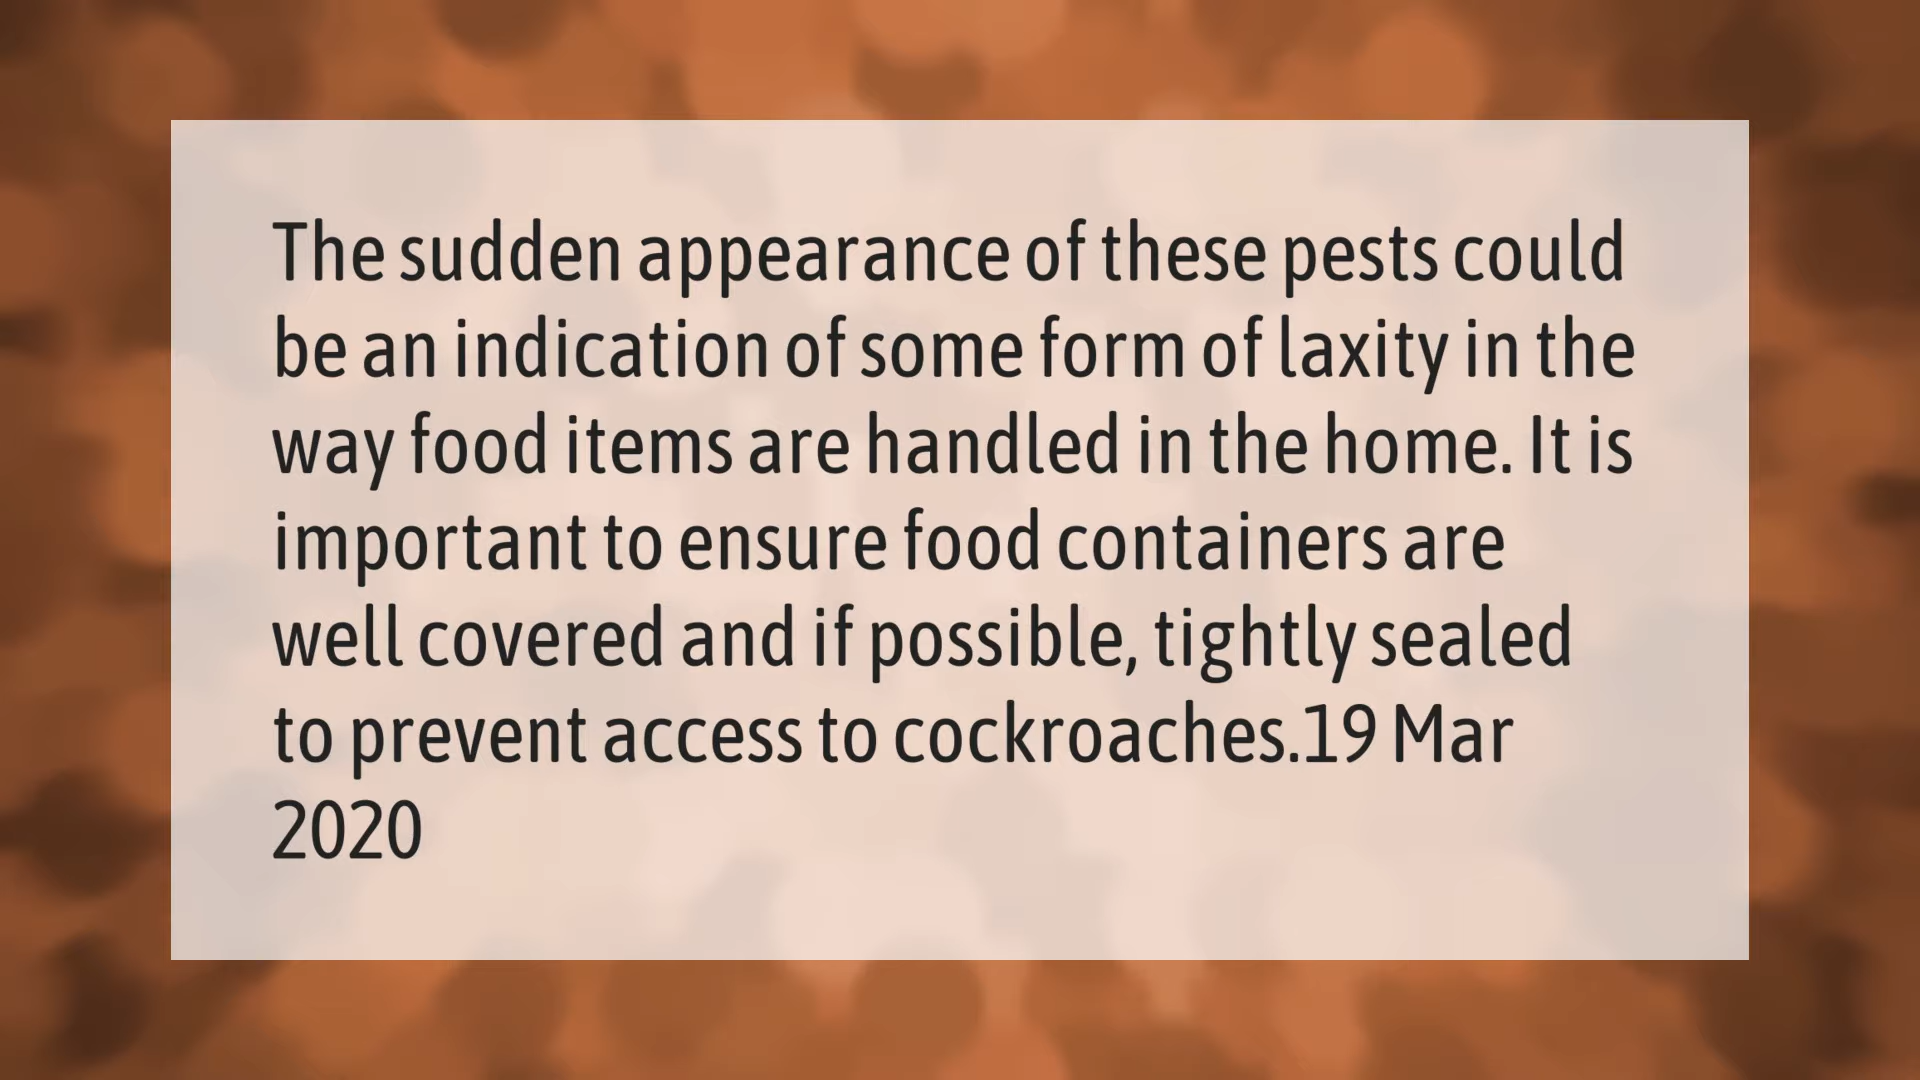 The sudden appearance of these pests could
be an indication of some form of laxity in the
way food items are handled in the home. It is
important to ensure food containers are
well covered and if possible, tightly sealed
to prevent access to cockroaches.19 Mar
2020